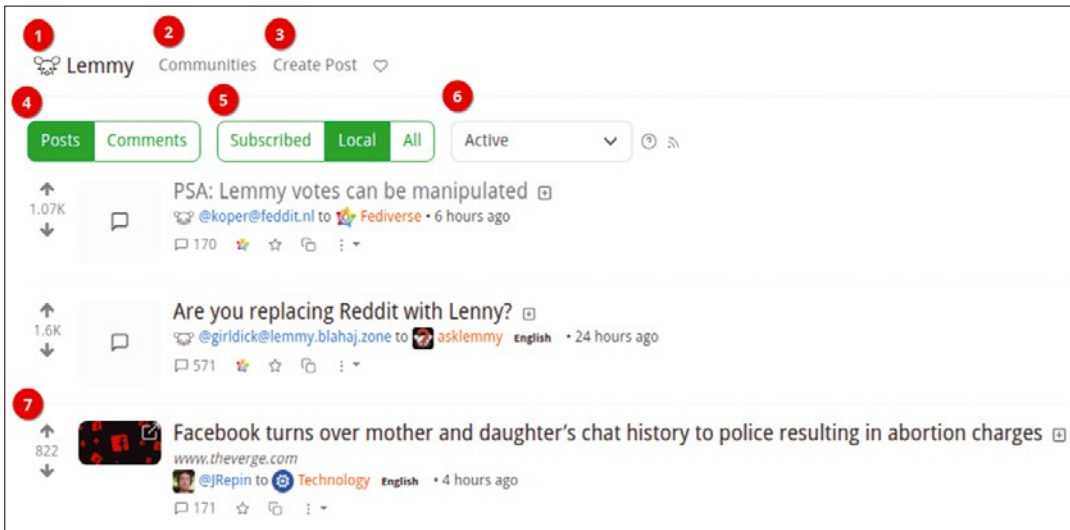 1 2 3
Lemmy Communities Create Post
4 5 6
Posts Comments Subscribed Local All Active
PSA: Lemmy votes can be manipulated
1.07K
@koper@feddit.nl to Fediverse • 6 hours ago
170
Are you replacing Reddit with Lenny?
1.6K
@girldick@lemmy.blahaj.zone to asklemmy English • 24 hours ago
571
7
Facebook turns over mother and daughter’s chat history to police resulting in abortion charges
822
www.theverge.com
@JRepin to Technology English • 4 hours ago
171